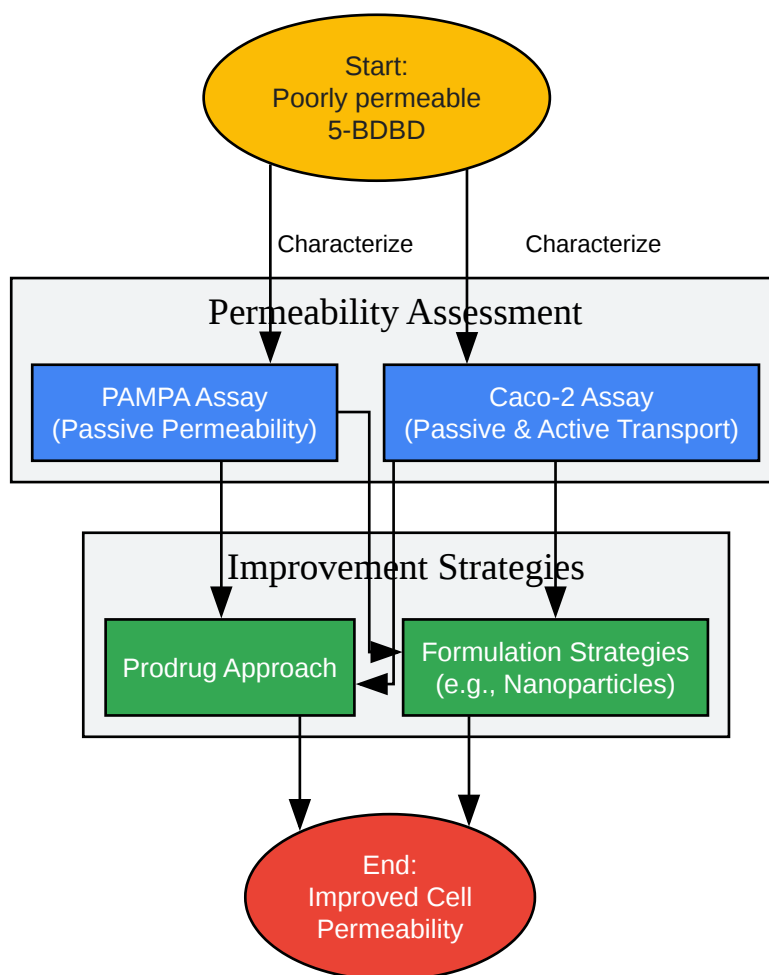 Start:
Poorly permeable
5-BDBD
Characterize
Characterize
Permeability Assessment
PAMPA Assay
(Passive Permeability)
Caco-2 Assay
(Passive & Active Transport)
Improvement Strategies
Prodrug Approach
Formulation Strategies
(e.g., Nanoparticles)
End:
Improved Cell
Permeability